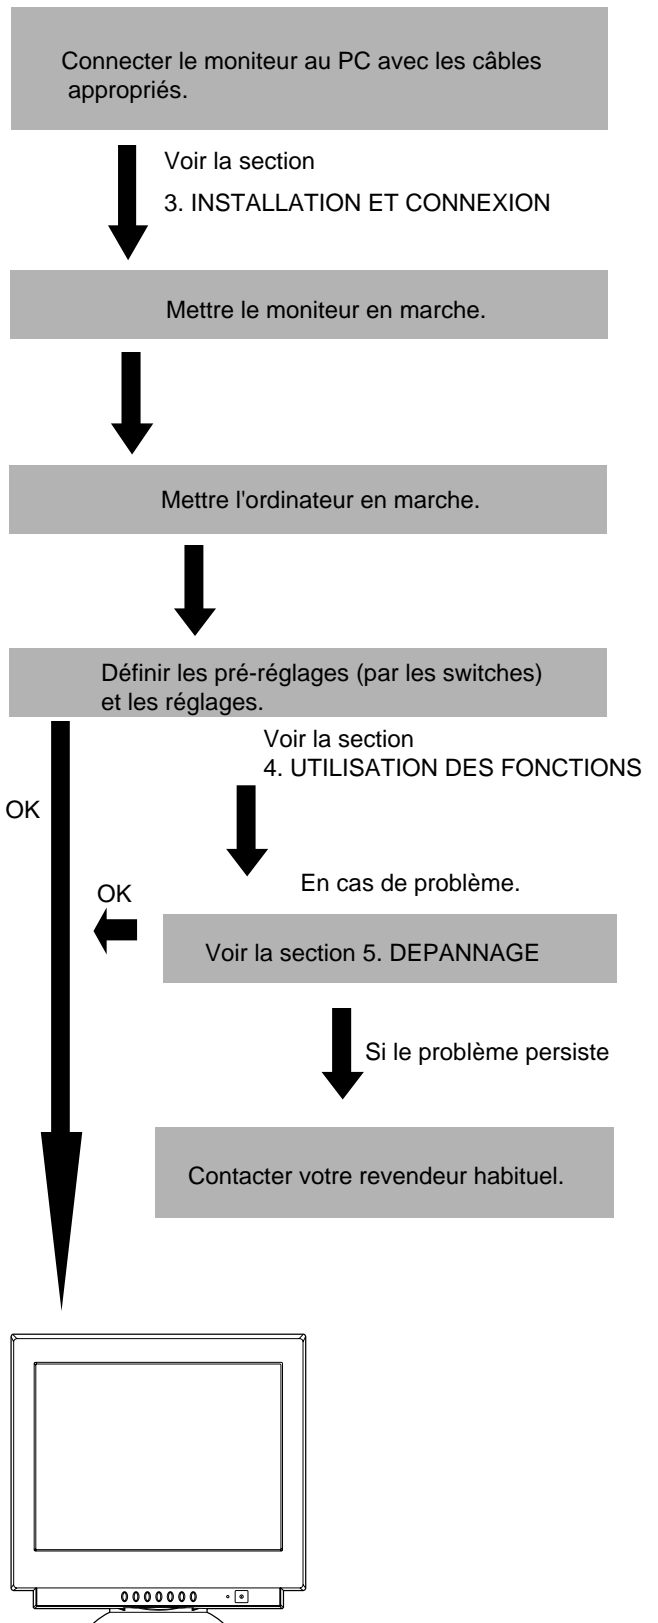 Connecter le moniteur au PC avec les câbles
appropriés.
Voir la section
3. INSTALLATION ET CONNEXION
Mettre le moniteur en marche.
Mettre l'ordinateur en marche.
Définir les pré-réglages (par les switches)
et les réglages.
Voir la section
4. UTILISATION DES FONCTIONS
OK
En cas de problème.
OK
Voir la section 5. DEPANNAGE
Si le problème persiste
Contacter votre revendeur habituel.